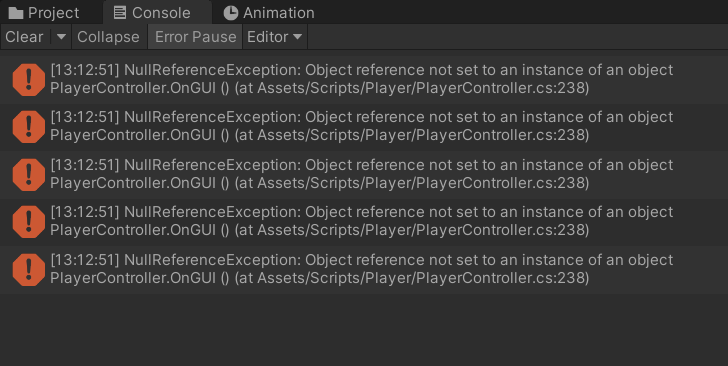 Project Console Animation
Clear Collapse Error Pause Editor
[13:12:51] NullReferenceException: Object reference not set to an instance of an object
PlayerController.OnGUI () (at Assets/Scripts/Player/PlayerController.cs:238)
[13:12:51] NullReferenceException: Object reference not set to an instance of an object
PlayerController.OnGUI () (at Assets/Scripts/Player/PlayerController.cs:238)
[13:12:51] NullReferenceException: Object reference not set to an instance of an object
PlayerController.OnGUI () (at Assets/Scripts/Player/PlayerController.cs:238)
[13:12:51] NullReferenceException: Object reference not set to an instance of an object
PlayerController.OnGUI () (at Assets/Scripts/Player/PlayerController.cs:238)
[13:12:51] NullReferenceException: Object reference not set to an instance of an object
PlayerController.OnGUI () (at Assets/Scripts/Player/PlayerController.cs:238)